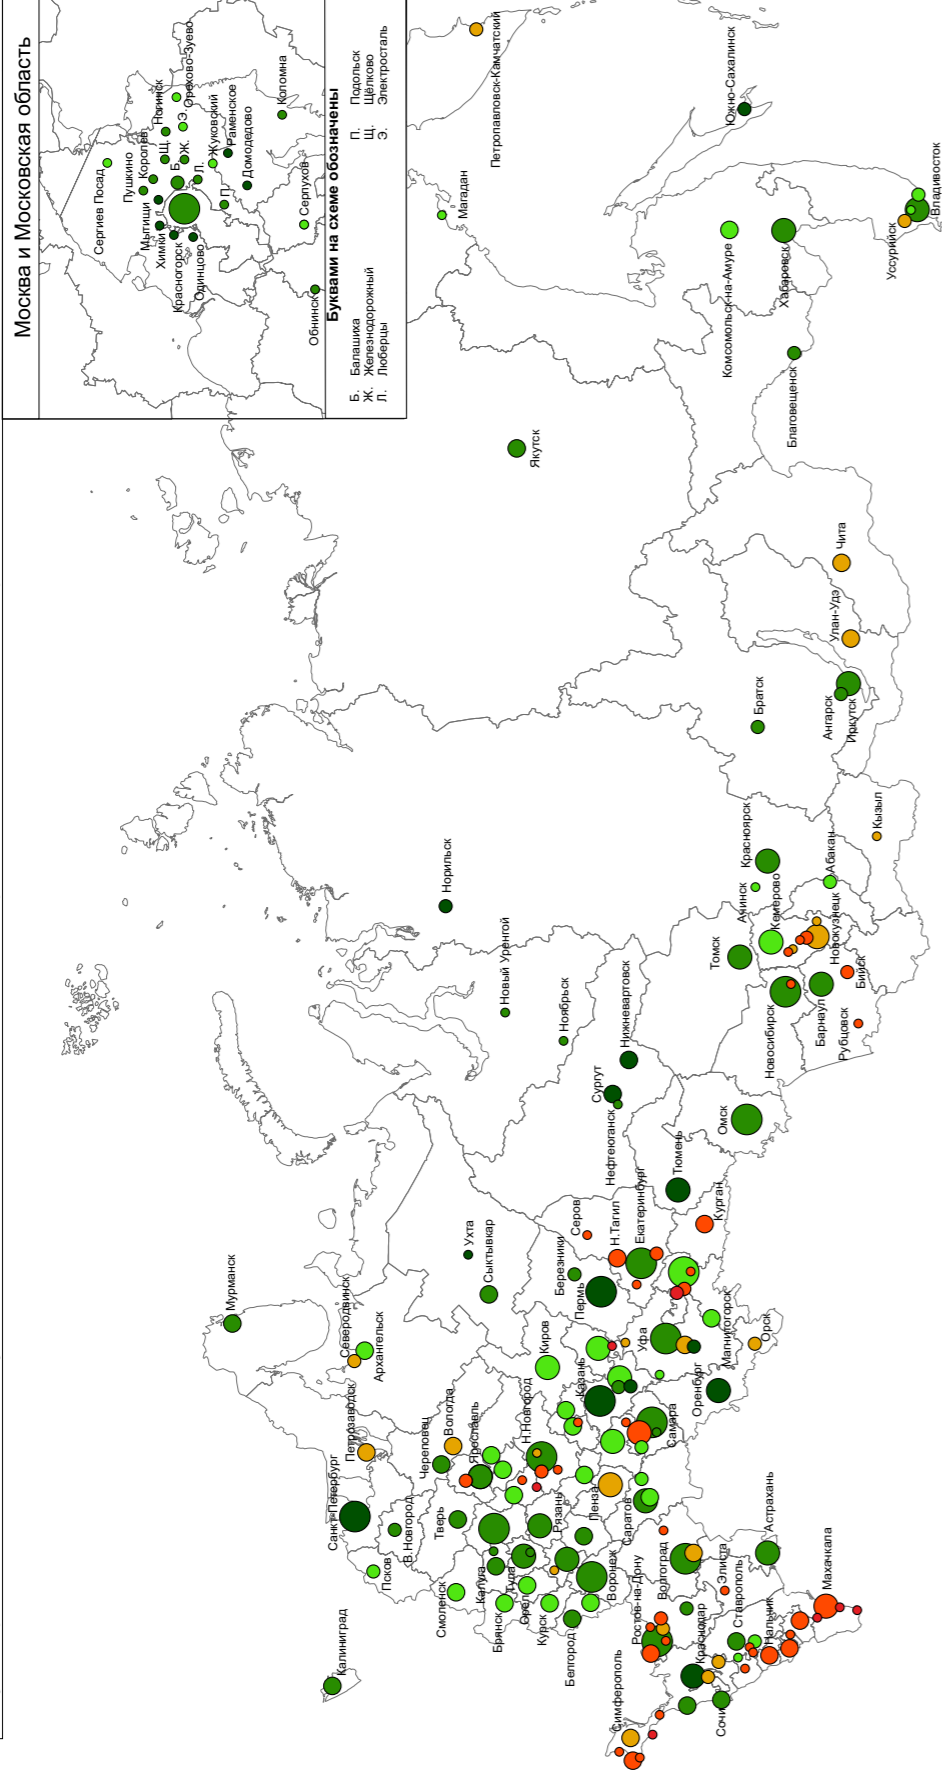 Москва и Московская область
Сергиев Посад
Пушкино
Королев
Мытищи
Химки
Красногорск
Одинцово
Щ.
Ногинск
Б.
Ж.
Э.
Орехово-Зуево
Л.
Жуковский
Раменское
П.
Домодедово
Коломна
Серпухов
Обнинск
Буквами на схеме обозначены
Б. Балашиха
Ж. Железнодорожный
Л. Люберцы
П. Подольск
Щ. Щёлково
Э. Электросталь
Мурманск
Северодвинск
Архангельск
Петрозаводск
Санкт-Петербург
Калининград
Псков
В.Новгород
Череповец
Вологда
Ярославль
Тверь
Смоленск
Калуга
Тула
Брянск
Орел
Курск
Белгород
Воронеж
Рязань
Н.Новгород
Киров
Пенза
Саратов
Самара
Казань
Ухта
Сыктывкар
Березники
Пермь
Серов
Н.Тагил
Екатеринбург
Уфа
Магнитогорск
Оренбург
Орск
Курган
Тюмень
Волгоград
Астрахань
Ростов-на-Дону
Элиста
Ставрополь
Краснодар
Сочи
Нальчик
Махачкала
Симферополь
Норильск
Новый Уренгой
Ноябрьск
Нижневартовск
Сургут
Нефтеюганск
Омск
Томск
Новосибирск
Барнаул
Рубцовск
Бийск
Новокузнецк
Кемерово
Ачинск
Красноярск
Абакан
Кызыл
Братск
Ангарск
Иркутск
Улан-Удэ
Чита
Якутск
Магадан
Петропавловск-Камчатский
Благовещенск
Комсомольск-на-Амуре
Хабаровск
Южно-Сахалинск
Уссурийск
Владивосток